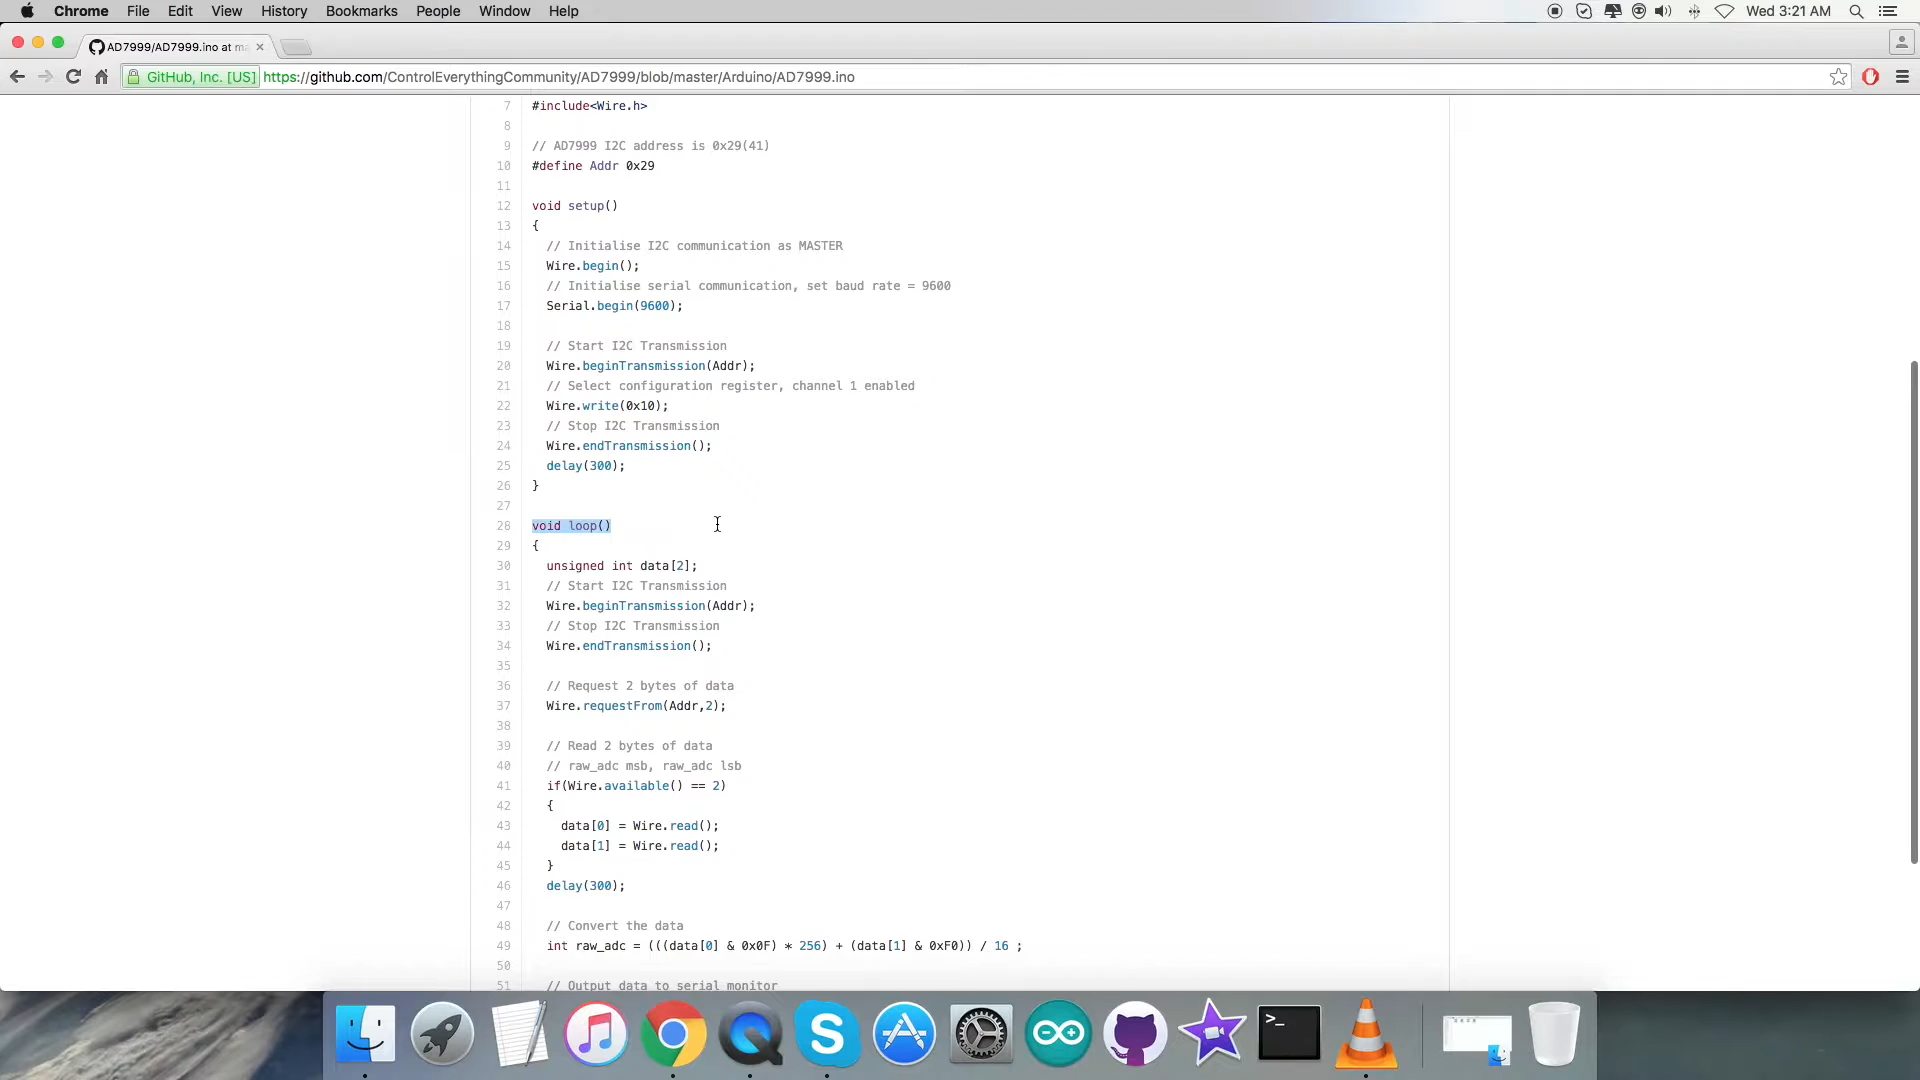 Chrome File Edit View History Bookmarks People Window Help Wed 3:21 AM
AD7999/AD7999.ino at ma
GitHub, Inc. [US] https://github.com/ControlEverythingCommunity/AD7999/blob/master/Arduino/AD7999.ino
7 #include<Wire.h>
8
9 // AD7999 I2C address is 0x29(41)
10 #define Addr 0x29
11
12 void setup()
13 {
14 // Initialise I2C communication as MASTER
15 Wire.begin();
16 // Initialise serial communication, set baud rate = 9600
17 Serial.begin(9600);
18
19 // Start I2C Transmission
20 Wire.beginTransmission(Addr);
21 // Select configuration register, channel 1 enabled
22 Wire.write(0x10);
23 // Stop I2C Transmission
24 Wire.endTransmission();
25 delay(300);
26 }
27
28 void loop()
29 {
30 unsigned int data[2];
31 // Start I2C Transmission
32 Wire.beginTransmission(Addr);
33 // Stop I2C Transmission
34 Wire.endTransmission();
35
36 // Request 2 bytes of data
37 Wire.requestFrom(Addr,2);
38
39 // Read 2 bytes of data
40 // raw_adc msb, raw_adc lsb
41 if(Wire.available() == 2)
42 {
43 data[0] = Wire.read();
44 data[1] = Wire.read();
45 }
46 delay(300);
47
48 // Convert the data
49 int raw_adc = (((data[0] & 0x0F) * 256) + (data[1] & 0xF0)) / 16 ;
50
51 // Output data to serial monitor